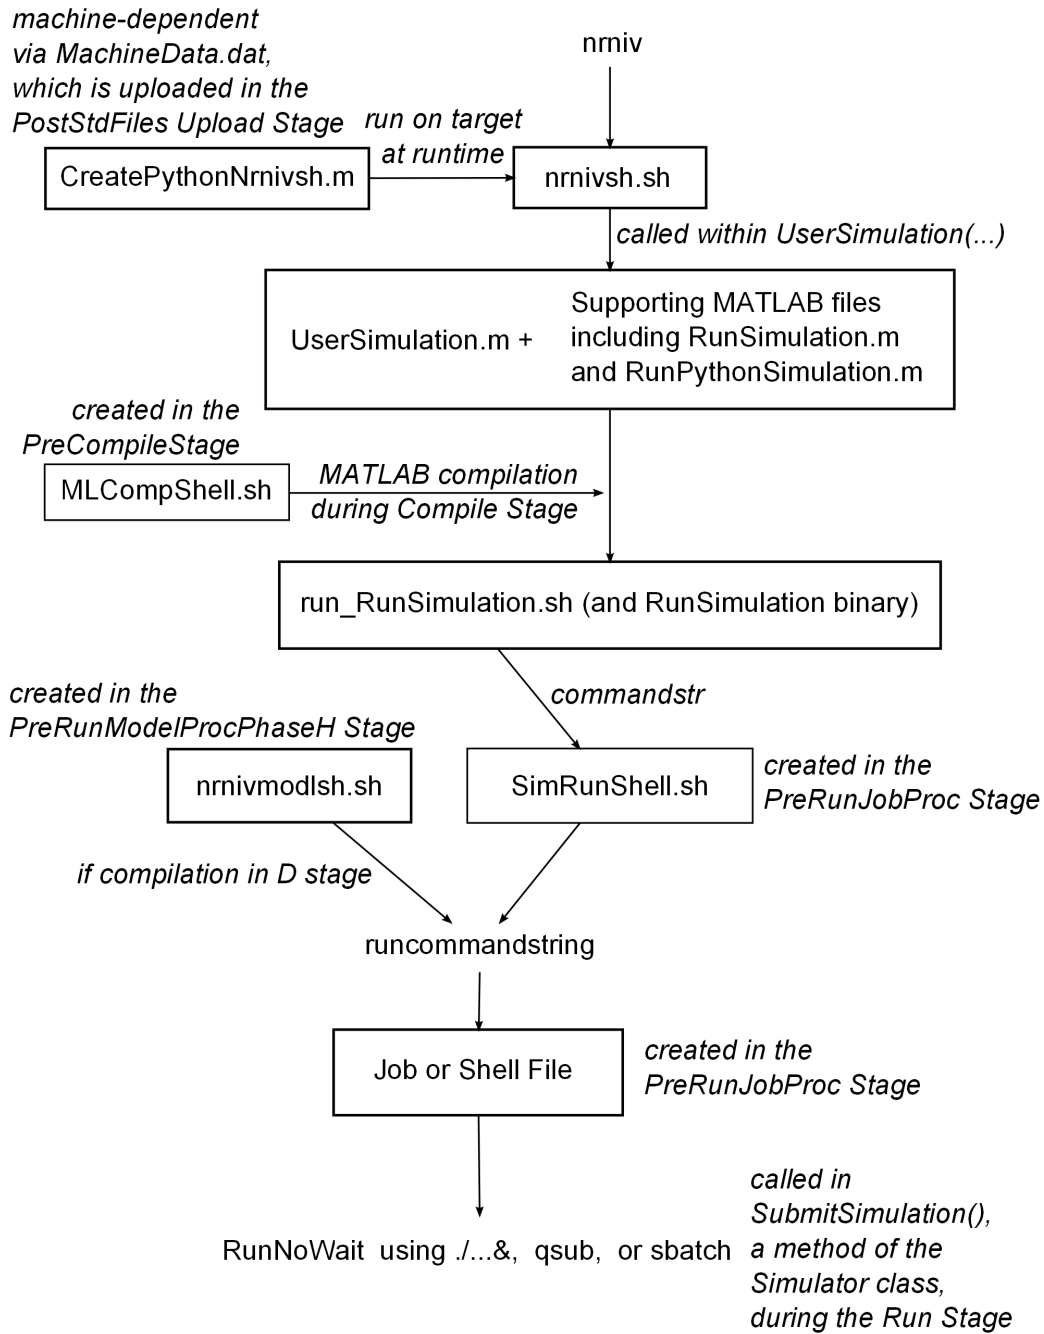 machine-dependent
via MachineData.dat,
which is uploaded in the
PostStdFiles Upload Stage
nrniv
run on target
at runtime
CreatePythonNrnivsh.m
nrnivsh.sh
called within UserSimulation(...)
UserSimulation.m +
Supporting MATLAB files
including RunSimulation.m
and RunPythonSimulation.m
created in the
PreCompileStage
MLCompShell.sh
MATLAB compilation
during Compile Stage
run_RunSimulation.sh (and RunSimulation binary)
commandstr
created in the
PreRunModelProcPhaseH Stage
nrnivmodlsh.sh
SimRunShell.sh
created in the
PreRunJobProc Stage
if compilation in D stage
runcommandstring
Job or Shell File
created in the
PreRunJobProc Stage
RunNoWait using ./...&, qsub, or sbatch
called in
SubmitSimulation(),
a method of the
Simulator class,
during the Run Stage